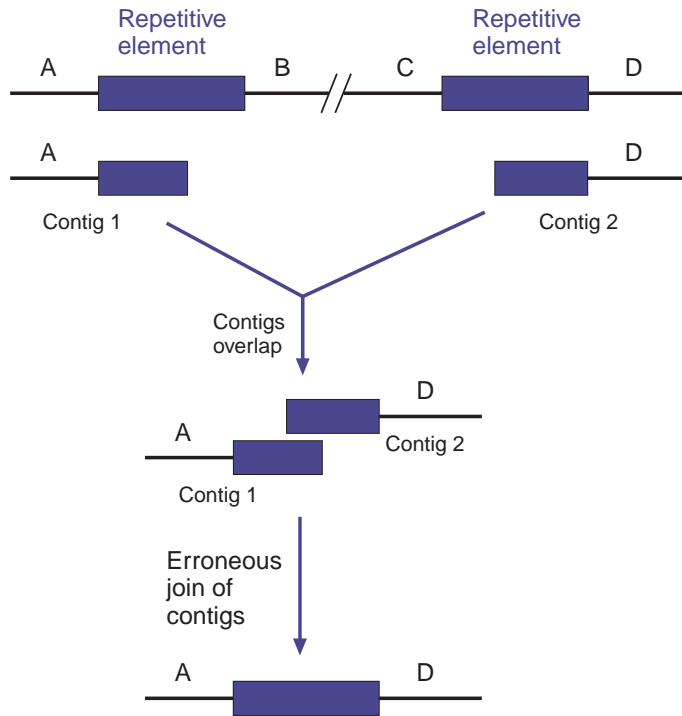 Repetitive
element
Repetitive
element
A
B
C
D
A
D
Contig 1
Contig 2
Contigs
overlap
D
A
Contig 2
Contig 1
Erroneous
join of
contigs
A
D